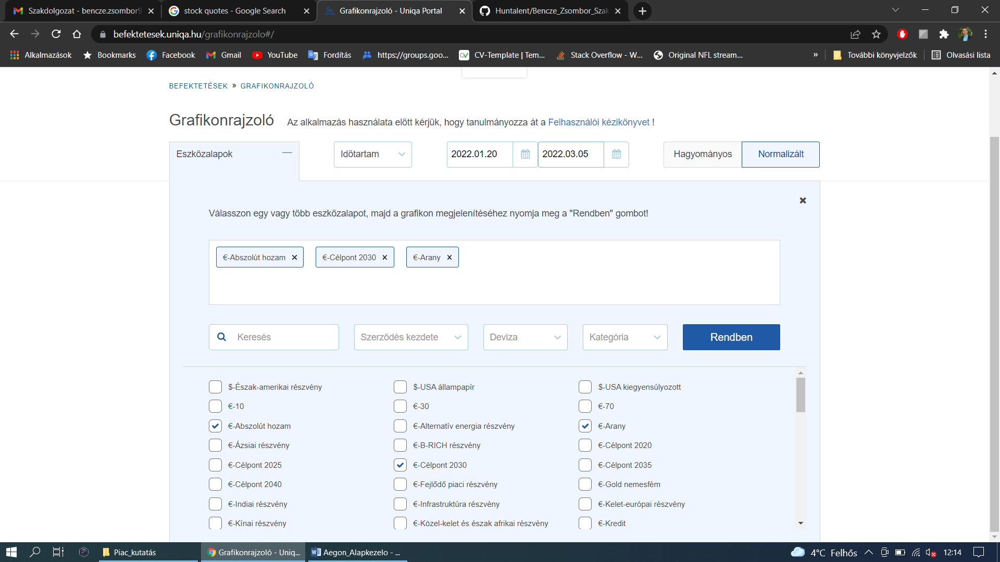 Szakdolgozat - bencze.zsombor9
stock quotes - Google Search
Grafikonrajzoló - Uniqa Portal
Huntalent/Bencze_Zsombor_Szak
befektetesek.uniqa.hu/grafikonrajzolo#/
Alkalmazások Bookmarks Facebook Gmail YouTube Fordítás https://groups.goo... CV-Template | Tem... Stack Overflow - W... Original NFL stream... » További könyvjelzők Olvasási lista
BEFEKTETÉSEK » GRAFIKONRAJZOLÓ
Grafikonrajzoló Az alkalmazás használata előtt kérjük, hogy tanulmányozza át a Felhasználói kézikönyvet !
Eszközalapok Időtartam 2022.01.20 2022.03.05 Hagyományos Normalizált
Válasszon egy vagy több eszközalapot, majd a grafikon megjelenítéséhez nyomja meg a "Rendben" gombot!
€-Abszolút hozam €-Célpont 2030 €-Arany
Keresés Szerződés kezdete Deviza Kategória Rendben
$-Észak-amerikai részvény $-USA állampapír $-USA kiegyensúlyozott
€-10 €-30 €-70
€-Abszolút hozam €-Alternatív energia részvény €-Arany
€-Ázsiai részvény €-B-RICH részvény €-Célpont 2020
€-Célpont 2025 €-Célpont 2030 €-Célpont 2035
€-Célpont 2040 €-Fejlődő piaci részvény €-Gold nemesfém
€-Indiai részvény €-Infrastruktúra részvény €-Kelet-európai részvény
€-Kínai részvény €-Közel-kelet és észak afrikai részvény €-Kredit
Piac_kutatás Grafikonrajzoló - Uniq... Aegon_Alapkezelo - ... 4°C Felhős 12:14